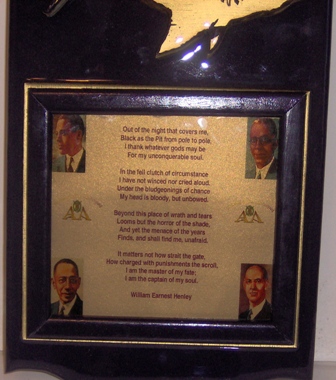 Out of the night that covers me,
Black as the Pit from pole to pole,
I thank whatever gods may be
For my unconquerable soul.
In the fell clutch of circumstance
I have not winced nor cried aloud.
Under the bludgeonings of chance
My head is bloody, but unbowed.
Beyond this place of wrath and tears
Looms but the horror of the shade,
And yet the menace of the years
Finds, and shall find me, unafraid.
It matters not how strait the gate,
How charged with punishments the scroll,
I am the master of my fate;
I am the captain of my soul.
William Earnest Henley